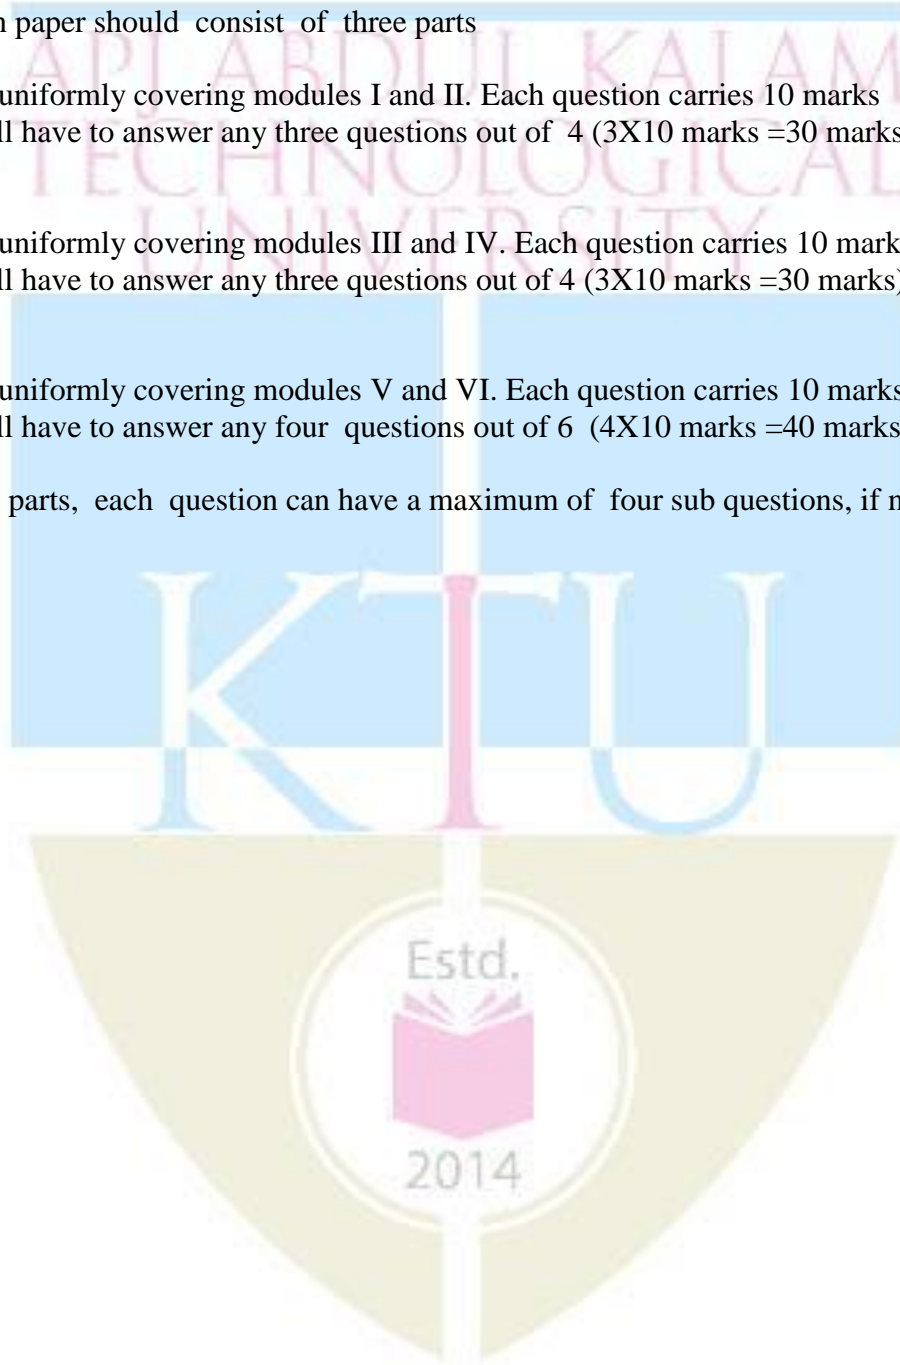 n paper should consist of three parts
API ABDUL KALAM
uniformly covering modules I and II. Each question carries 10 marks
ll have to answer any three questions out of 4 (3X10 marks =30 marks
TECHNOLOGICAL
UNIVERSITY
uniformly covering modules III and IV. Each question carries 10 mark
ll have to answer any three questions out of 4 (3X10 marks =30 marks)
uniformly covering modules V and VI. Each question carries 10 marks
ll have to answer any four questions out of 6 (4X10 marks =40 marks
parts, each question can have a maximum of four sub questions, if n
KTU
Estd.
2014